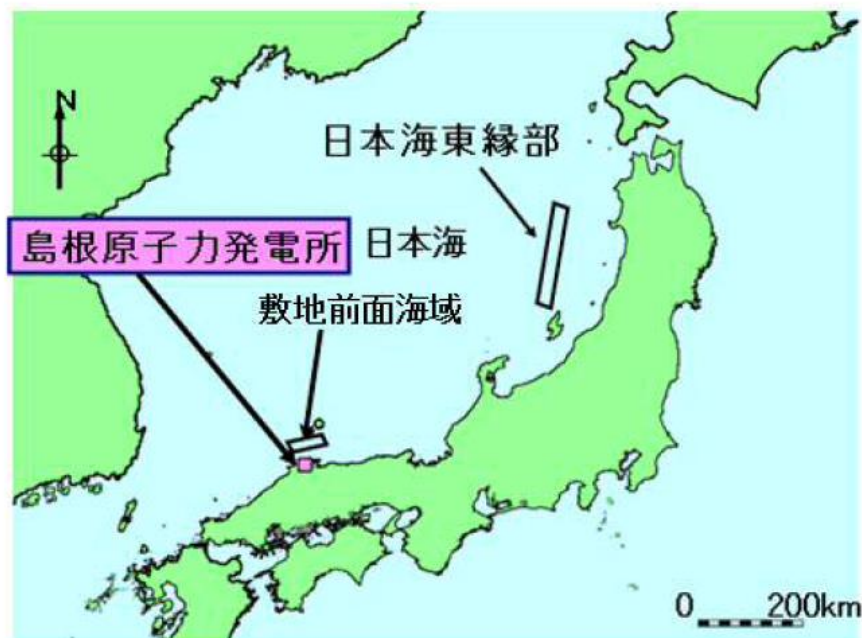 N
日本海東縁部
島根原子力発電所
日本海
敷地前面海域
0 200km